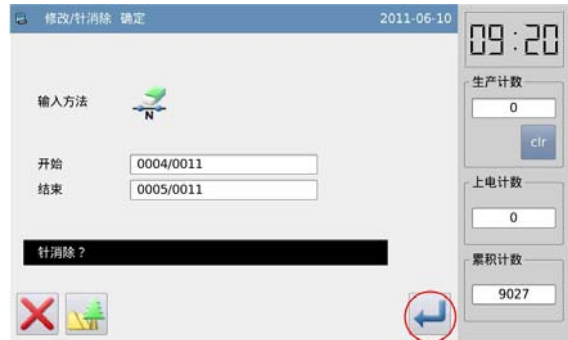 修改/针消除 确定
2011-06-10
09:20
输入方法
N
开始
0004/0011
结束
0005/0011
针消除？
生产计数
0
clr
上电计数
0
累积计数
9027